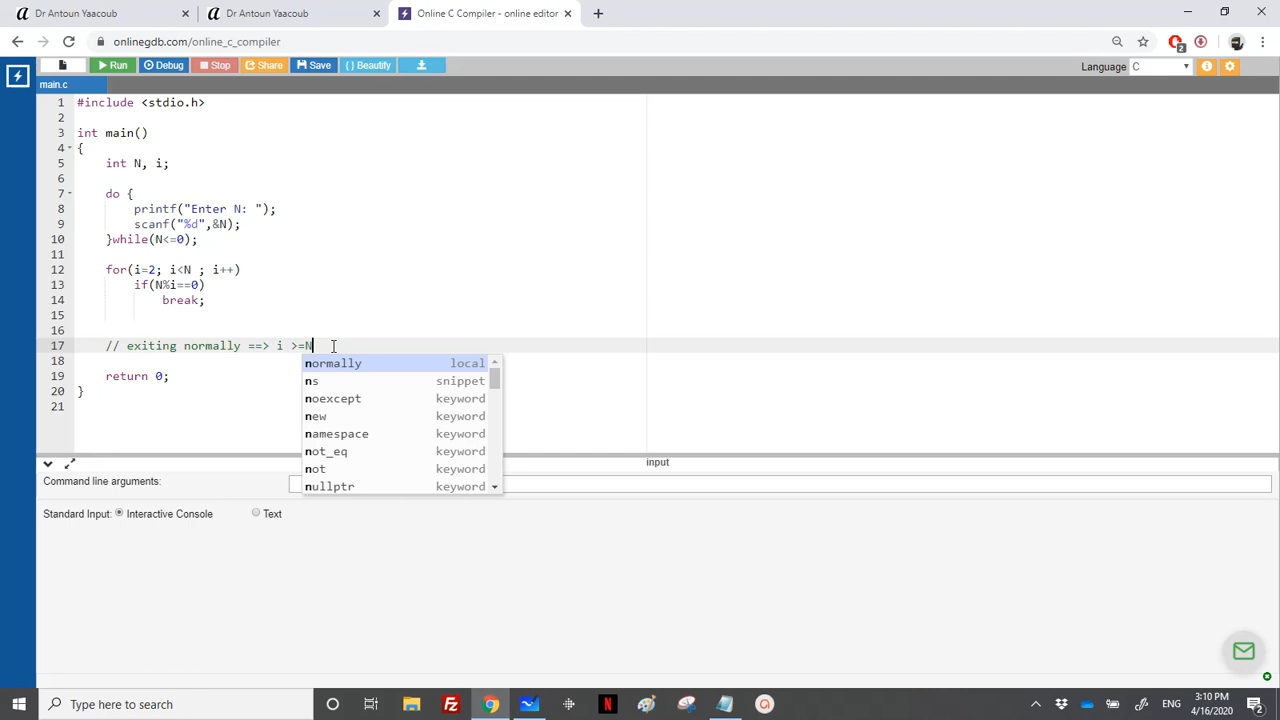 Dr Antoun Yaacoub
Dr Antoun Yaacoub
Online C Compiler - online editor
onlinegdb.com/online_c_compiler
2
Run
Debug
Stop
Share
Save
{ } Beautify
Language C
main.c
1 #include <stdio.h>
2
3 int main()
4 {
5 int N, i;
6
7 do {
8 printf("Enter N: ");
9 scanf("%d",&N);
10 }while(N<=0);
11
12 for(i=2; i<N ; i++)
13 if(N%i==0)
14 break;
15
16
17 // exiting normally ==> i >=N
18
19 return 0;
20 }
21
normally local
ns snippet
noexcept keyword
new keyword
namespace keyword
not_eq keyword
not keyword
nullptr keyword
input
Command line arguments:
Standard Input: Interactive Console Text
Type here to search
ENG
3:10 PM
4/16/2020
2